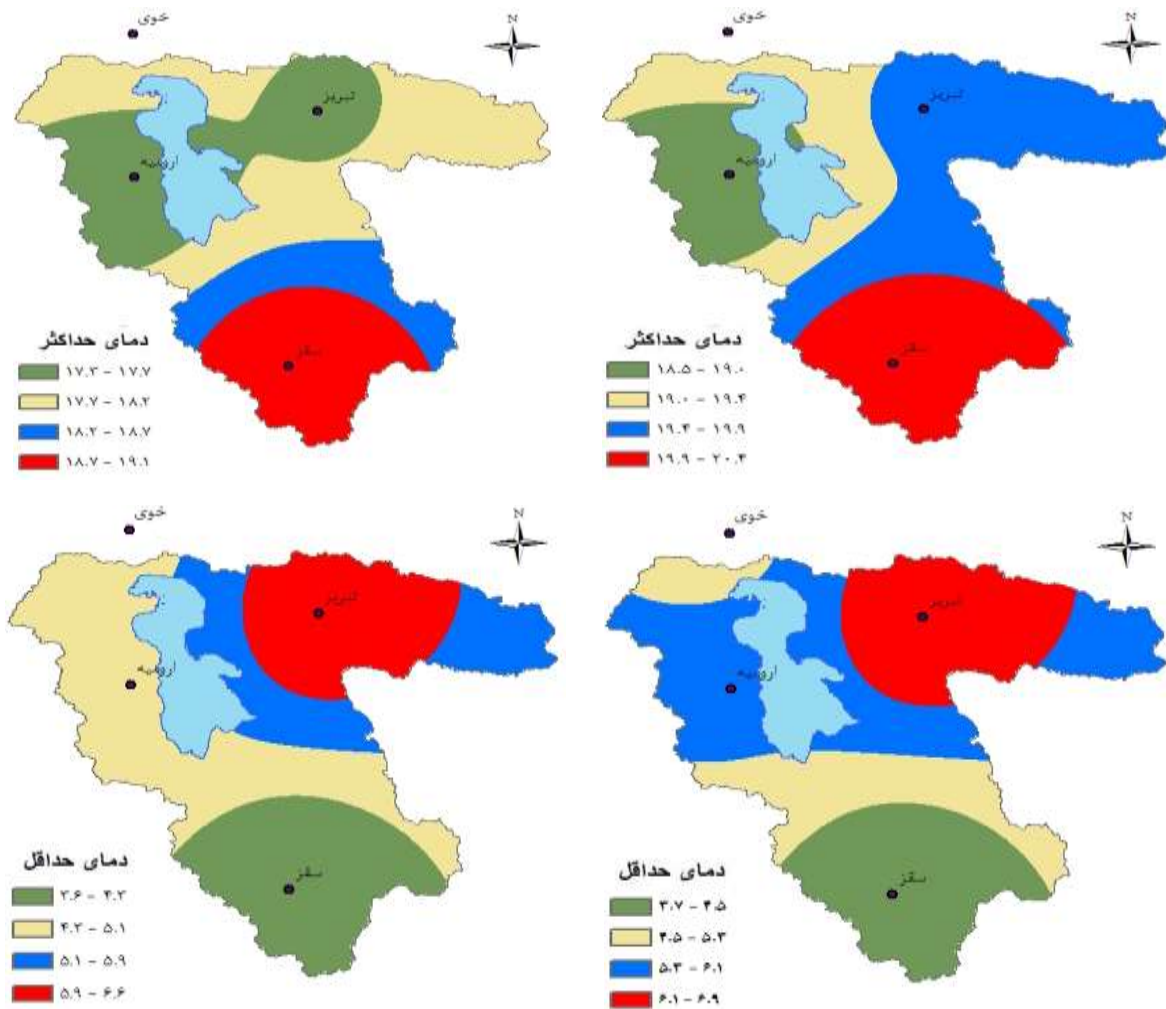 N
خوی
تبریز
ارومیه
سقز
دمای حداکثر
۱۷.۳ - ۱۷.۷
۱۷.۷ - ۱۸.۲
۱۸.۲ - ۱۸.۷
۱۸.۷ - ۱۹.۱
N
خوی
تبریز
ارومیه
سقز
دمای حداکثر
۱۸.۵ - ۱۹.۰
۱۹.۰ - ۱۹.۴
۱۹.۴ - ۱۹.۹
۱۹.۹ - ۲۰.۴
N
خوی
تبریز
ارومیه
سقز
دمای حداقل
۳.۶ - ۴.۳
۴.۳ - ۵.۱
۵.۱ - ۵.۹
۵.۹ - ۶.۶
N
خوی
تبریز
ارومیه
سقز
دمای حداقل
۳.۷ - ۴.۵
۴.۵ - ۵.۳
۵.۳ - ۶.۱
۶.۱ - ۶.۹